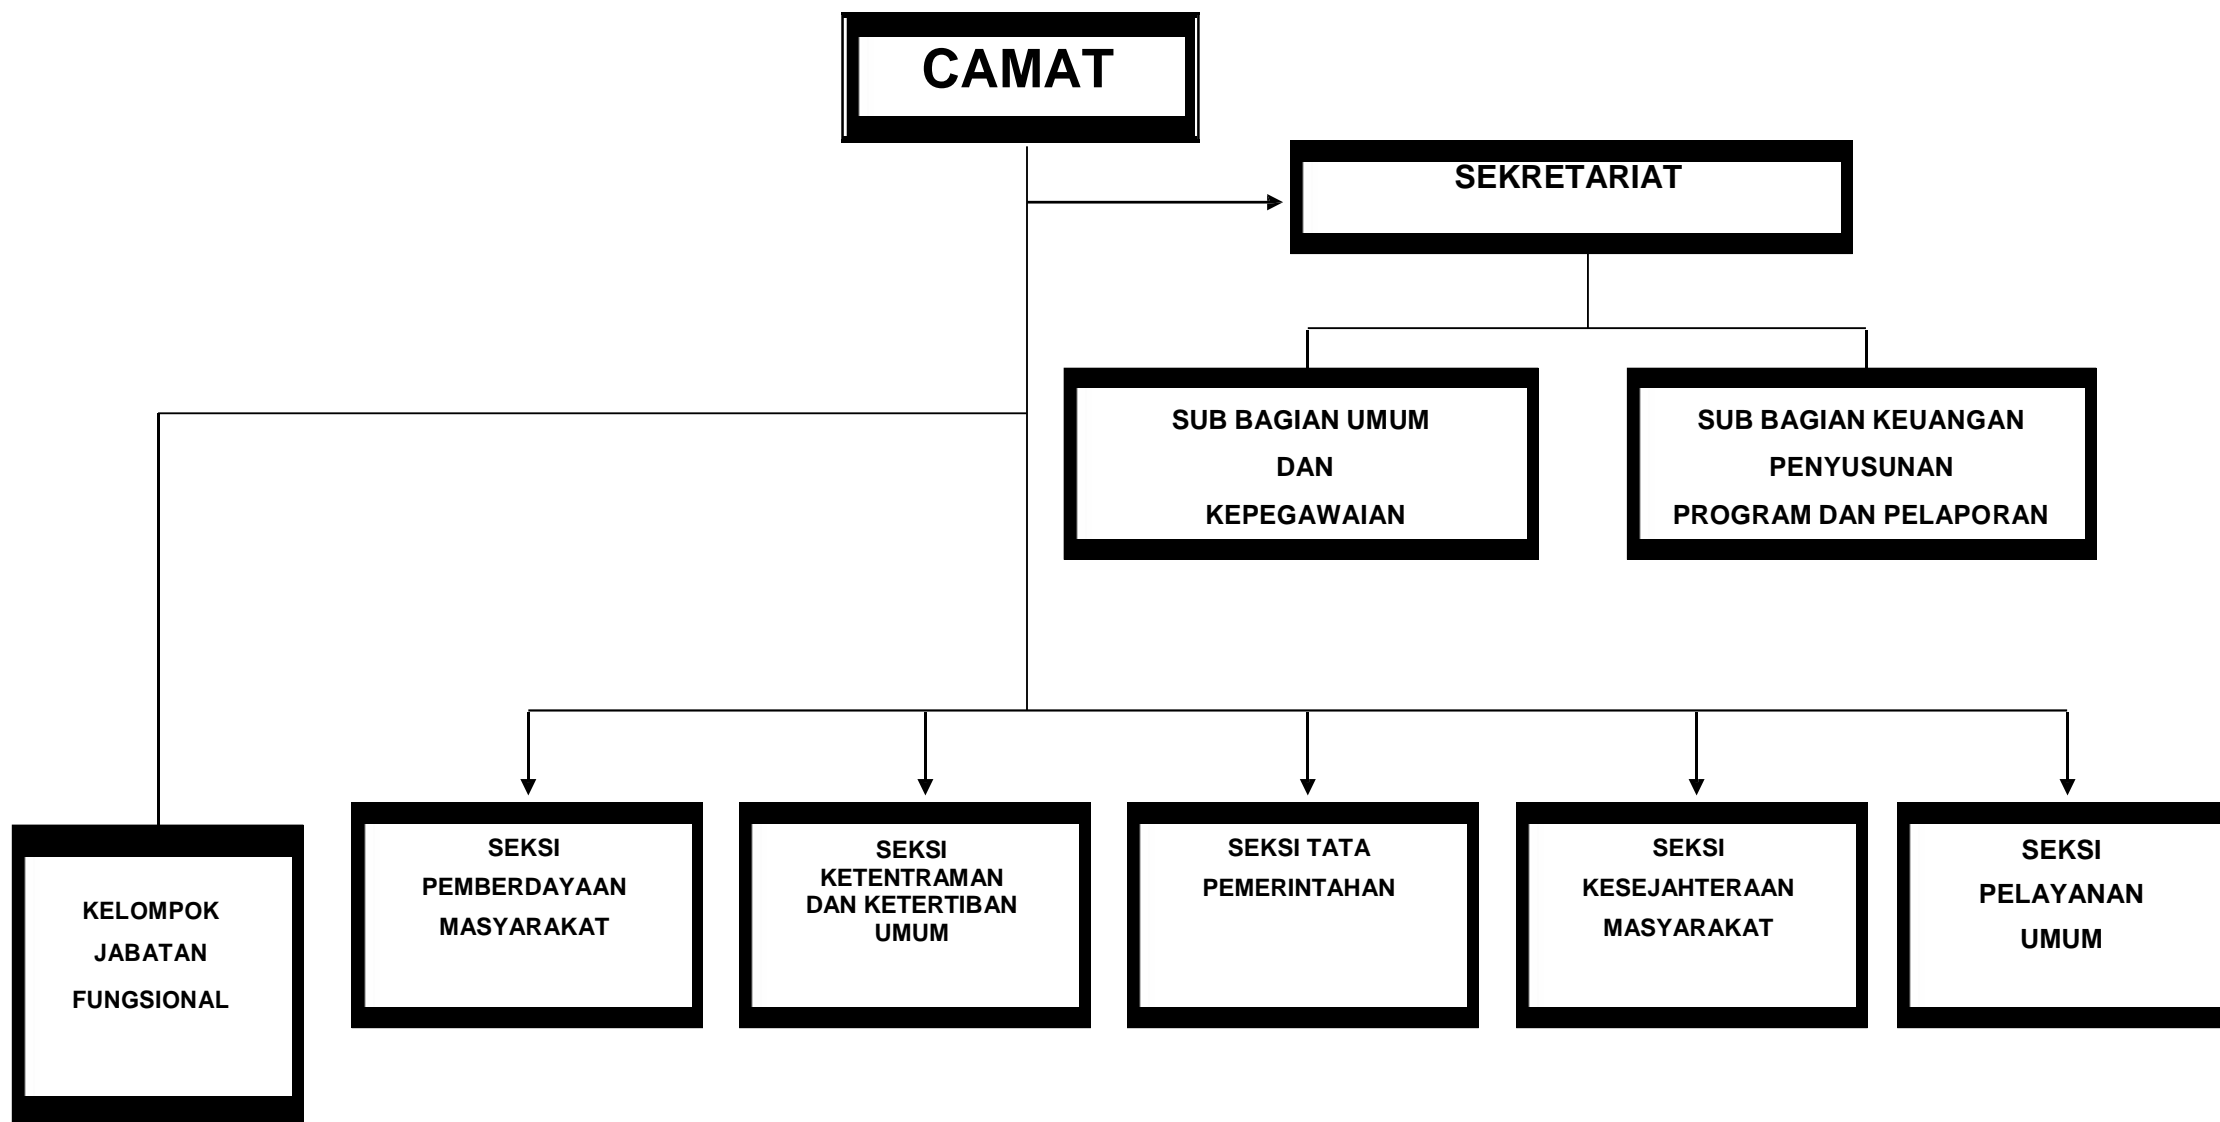 CAMAT
SEKRETARIAT
SUB BAGIAN UMUM
DAN
KEPEGAWAIAN
SUB BAGIAN KEUANGAN
PENYUSUNAN
PROGRAM DAN PELAPORAN
KELOMPOK
JABATAN
FUNGSIONAL
SEKSI
PEMBERDAYAAN
MASYARAKAT
SEKSI
KETENTRAMAN
DAN KETERTIBAN
UMUM
SEKSI TATA
PEMERINTAHAN
SEKSI
KESEJAHTERAAN
MASYARAKAT
SEKSI
PELAYANAN
UMUM